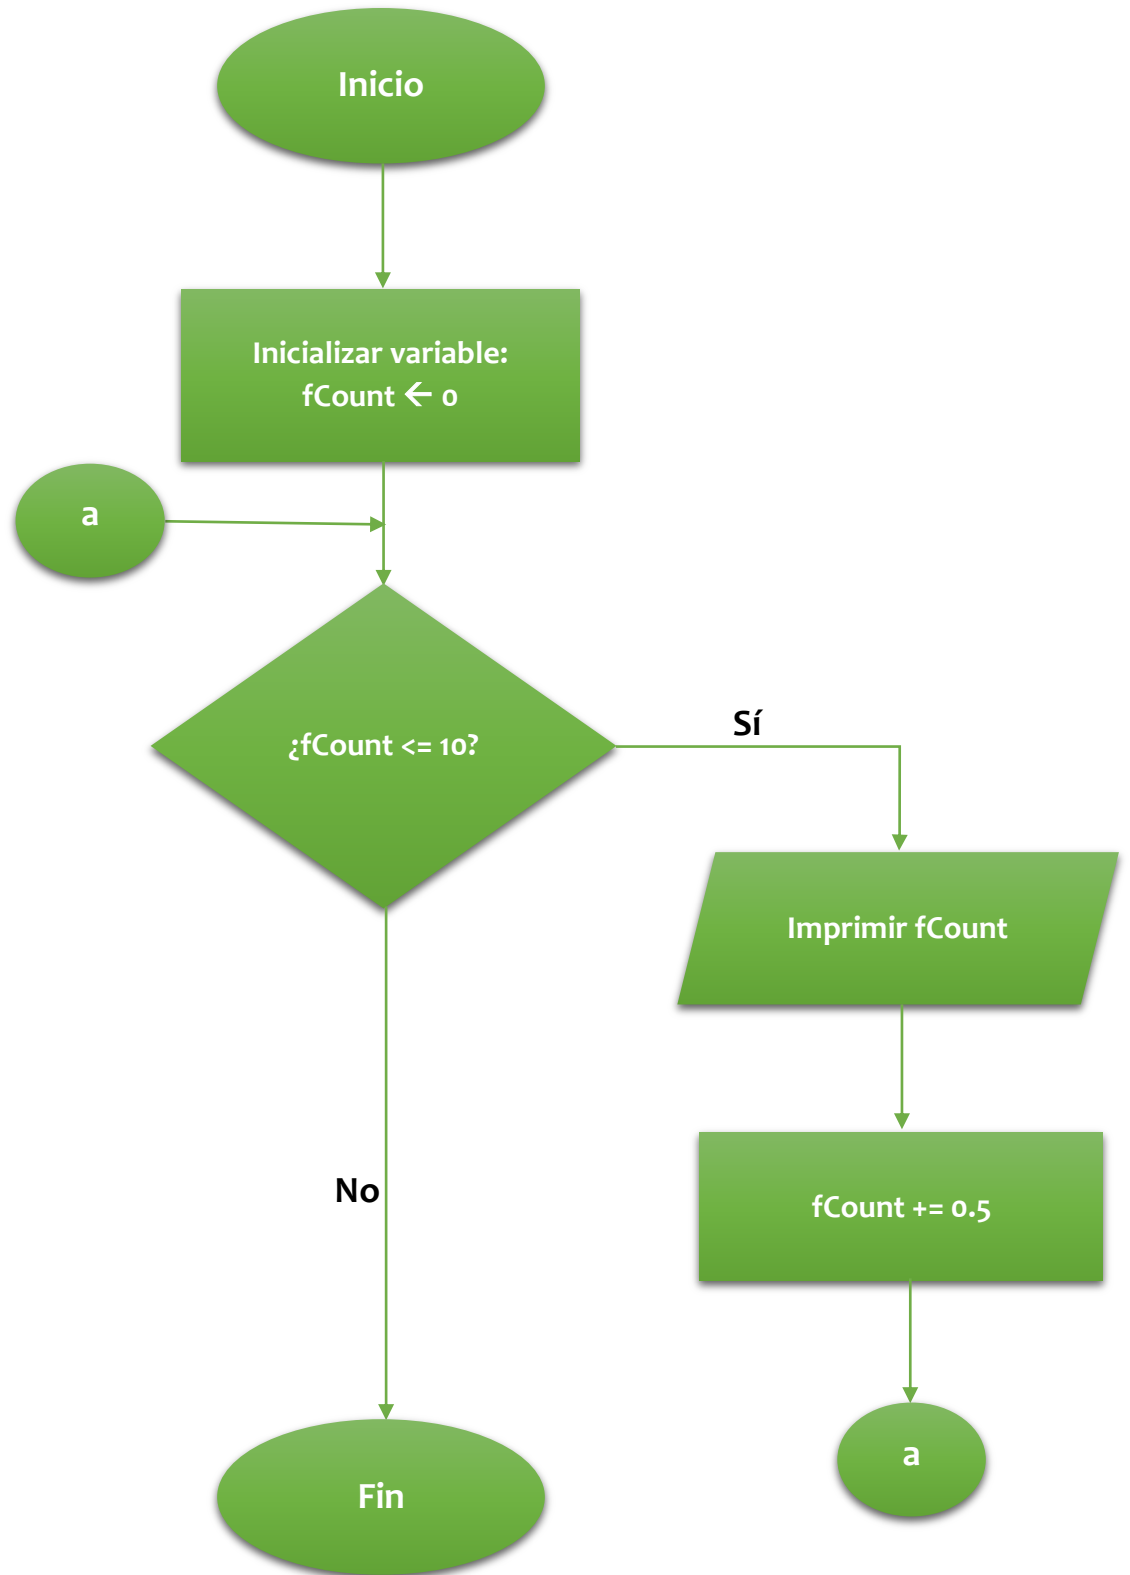 Inicio
Inicializar variable:
fCount ← 0
a
¿fCount <= 10?
Sí
Imprimir fCount
No
fCount += 0.5
a
Fin